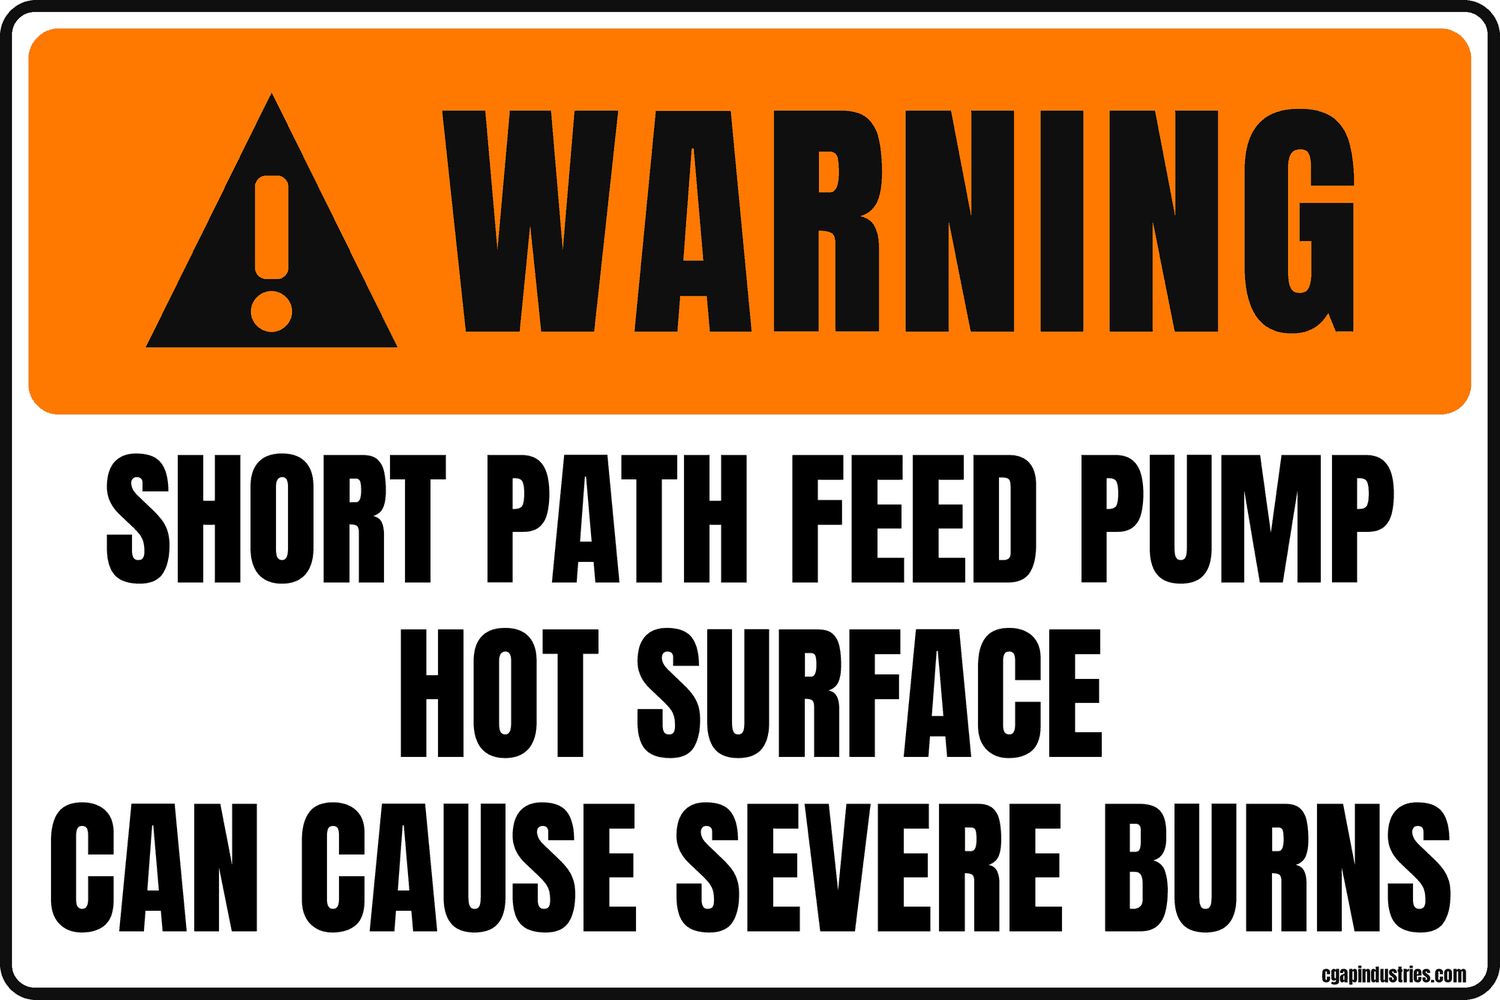 WARNING
SHORT PATH FEED PUMP
HOT SURFACE
CAN CAUSE SEVERE BURNS
cgapindustries.com